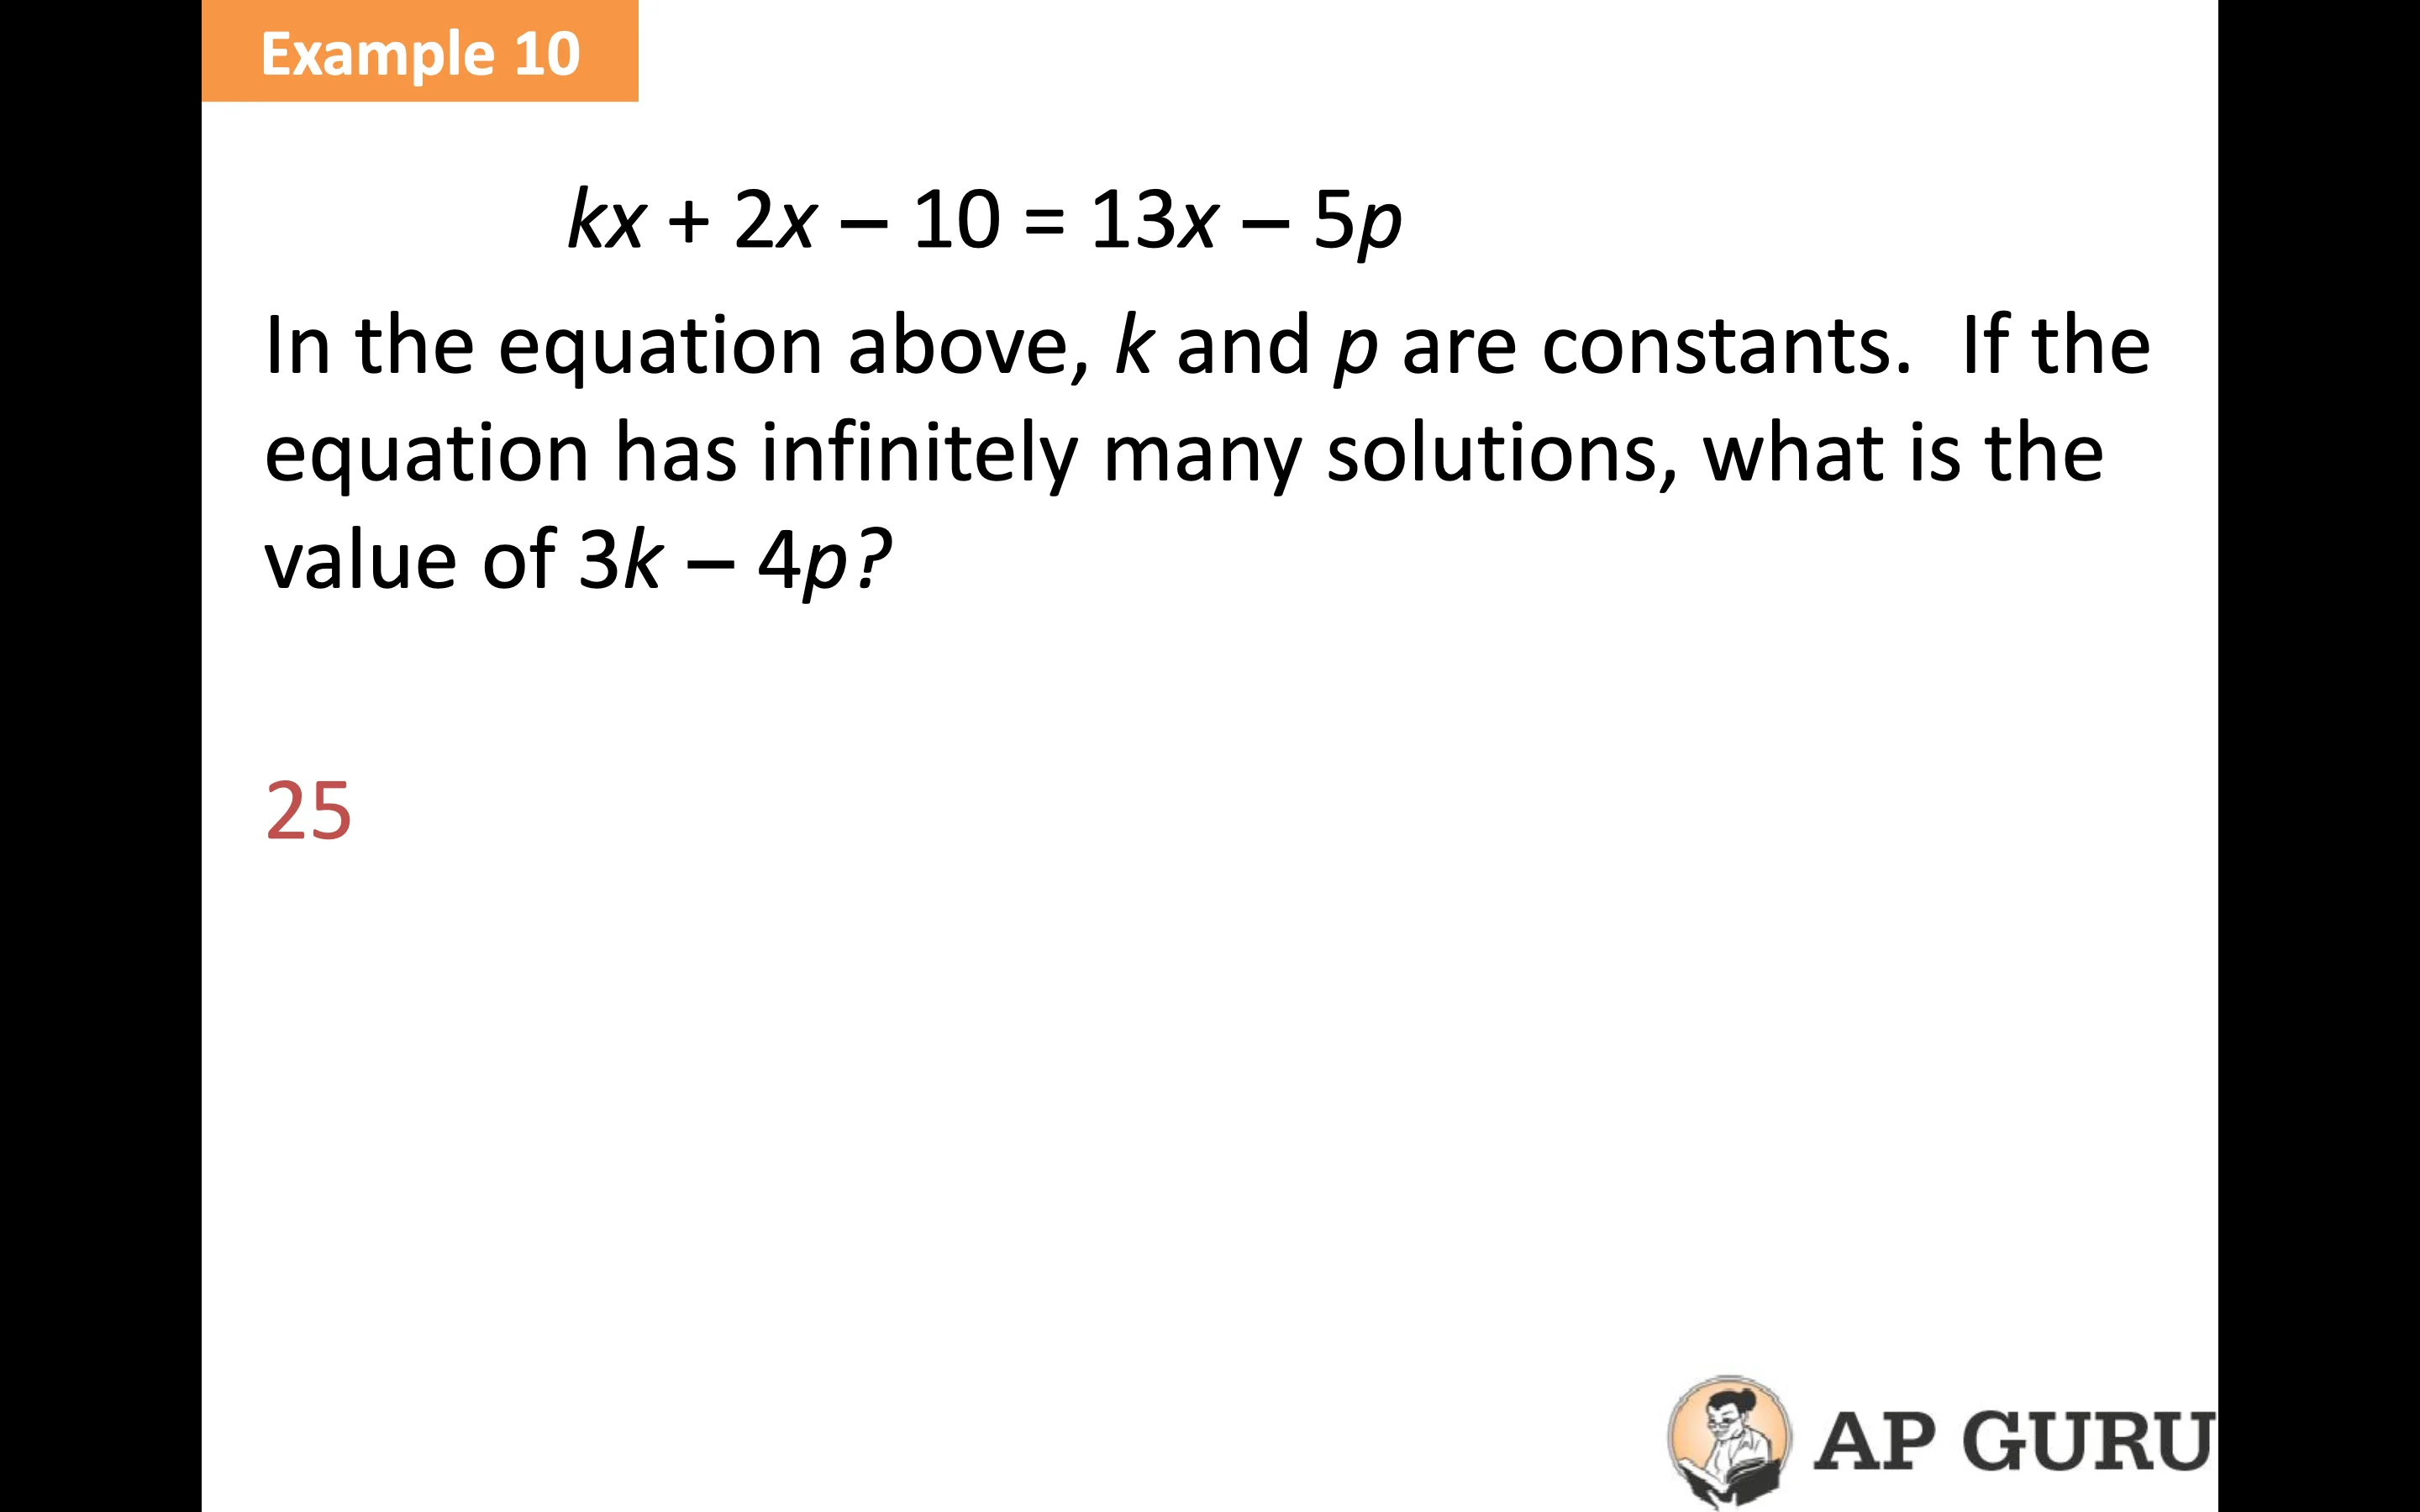 Example 10
kx + 2x – 10 = 13x – 5p
In the equation above, k and p are constants.  If the
equation has infinitely many solutions, what is the
value of 3k – 4p?
25
AP GURU